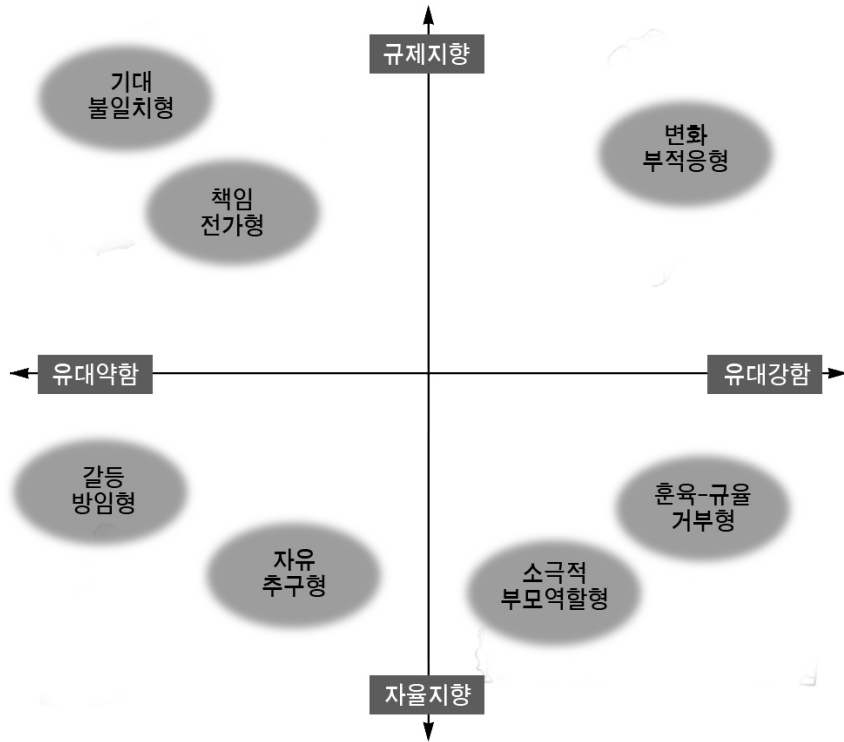 규제지향
기대
불일치형
변화
부적응형
책임
전가형
유대약함
유대강함
갈등
방임형
훈육-규율
거부형
자유
추구형
소극적
부모역할형
자율지향